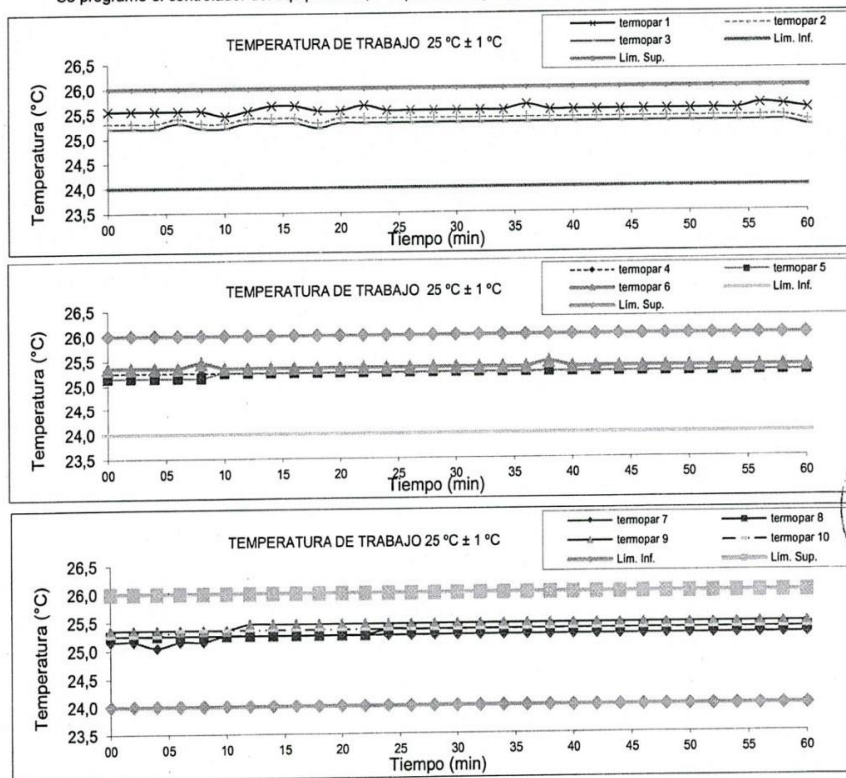 TEMPERATURA DE TRABAJO 25 ºC ± 1 ºC
termopar 1 termopar 2
termopar 3 Lim. Inf.
Lim. Sup.
Temperatura (°C)
26,5
26,0
25,5
25,0
24,5
24,0
23,5
00 05 10 15 20 25 30 35 40 45 50 55 60
Tiempo (min)
TEMPERATURA DE TRABAJO 25 ºC ± 1 ºC
termopar 4 termopar 5
termopar 6 Lim. Inf.
Lim. Sup.
Temperatura (°C)
26,5
26,0
25,5
25,0
24,5
24,0
23,5
00 05 10 15 20 25 30 35 40 45 50 55 60
Tiempo (min)
TEMPERATURA DE TRABAJO 25 ºC ± 1 ºC
termopar 7 termopar 8
termopar 9 termopar 10
Lim. Inf. Lim. Sup.
Temperatura (°C)
26,5
26,0
25,5
25,0
24,5
24,0
23,5
00 05 10 15 20 25 30 35 40 45 50 55 60
Tiempo (min)